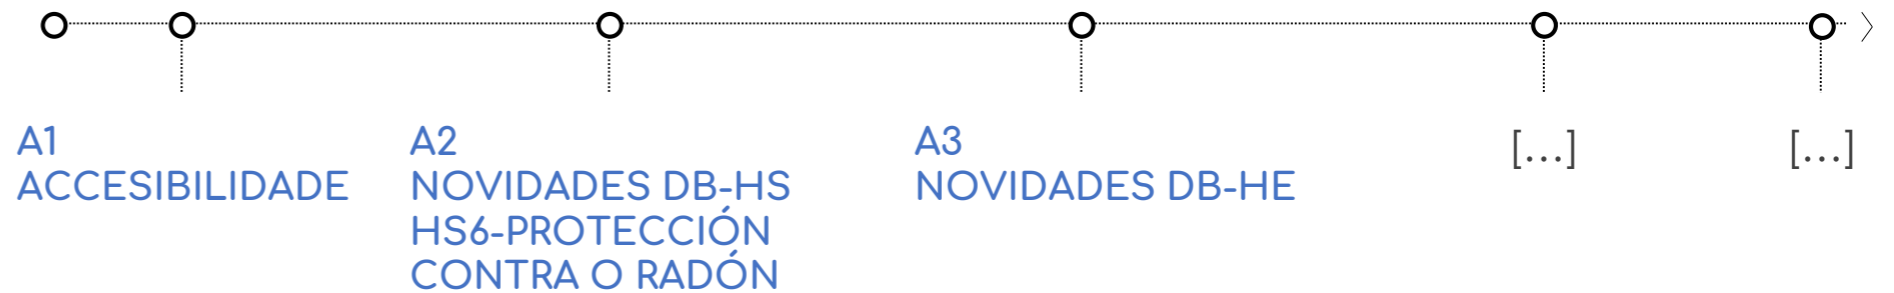 A1
ACCESIBILIDADE
A2
NOVIDADES DB-HS
HS6-PROTECCIÓN
CONTRA O RADÓN
A3
NOVIDADES DB-HE
[...]
[...]